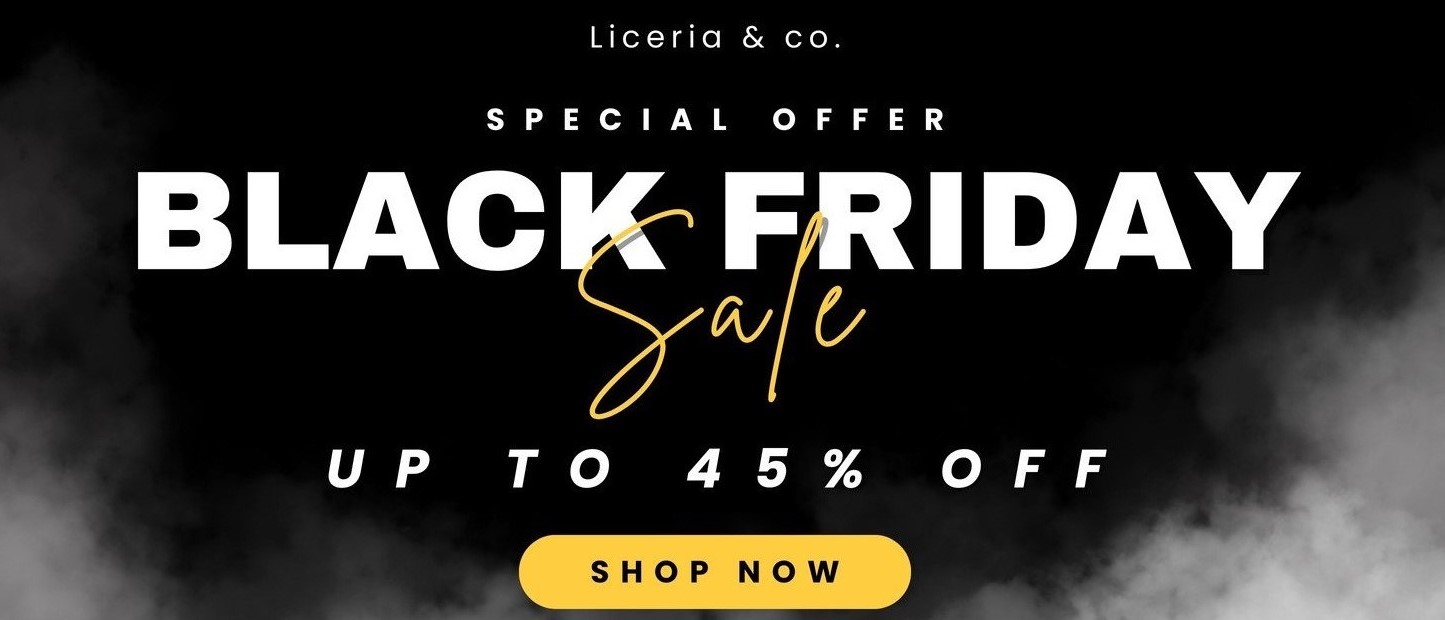 Liceria & co.
SPECIAL OFFER
BLACK FRIDAY
Sale
UP TO 45% OFF
SHOP NOW